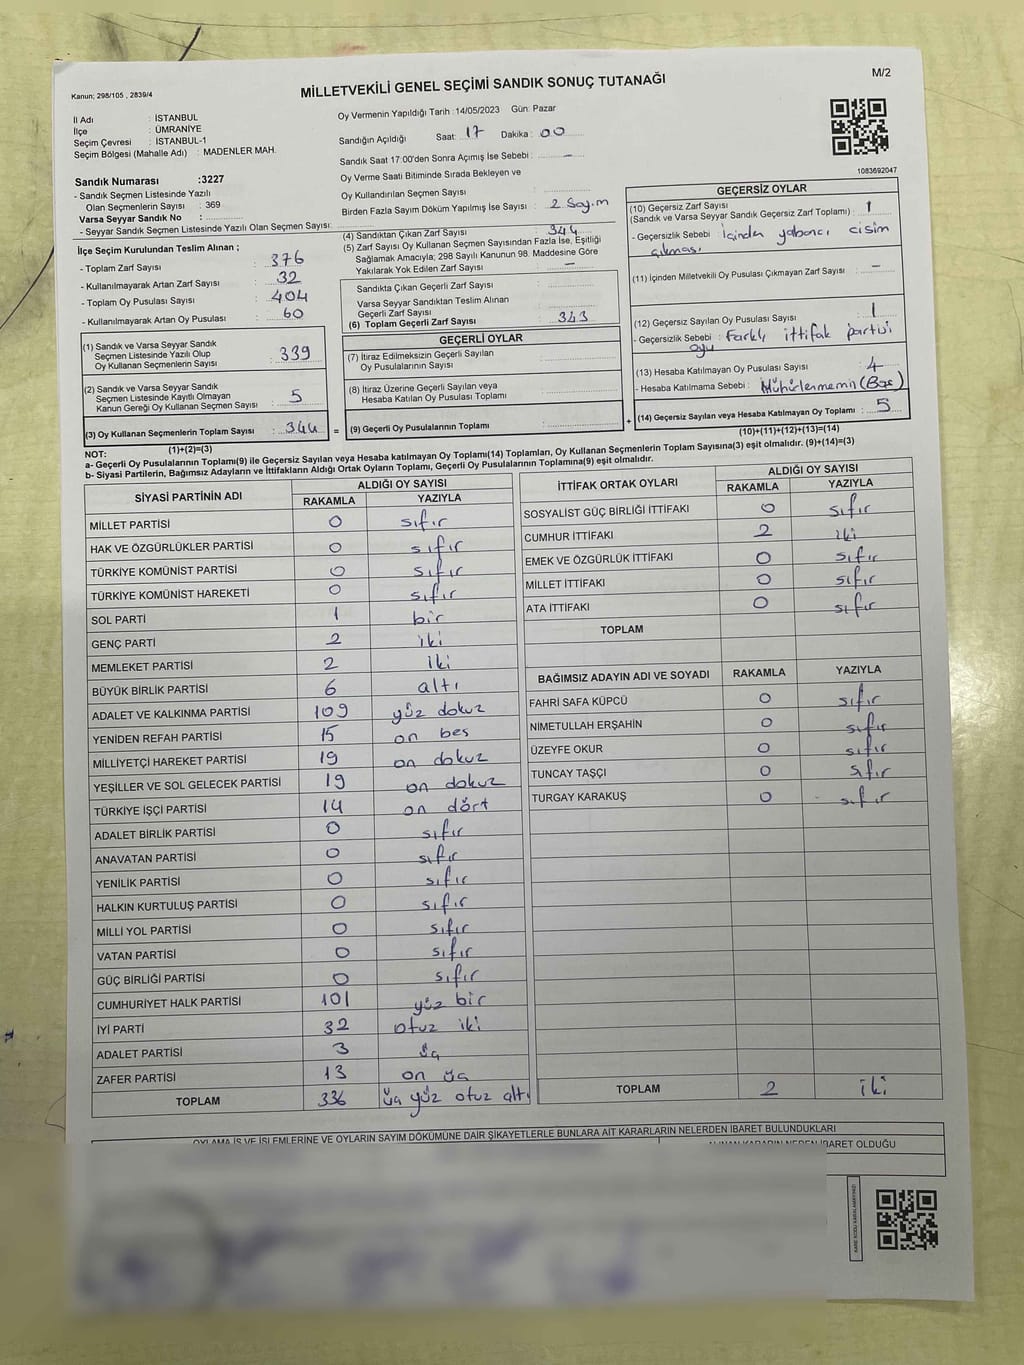 M/2
Kanun; 298/105 , 2839/4
MİLLETVEKİLİ GENEL SEÇİMİ SANDIK SONUÇ TUTANAĞI
İl Adı : İSTANBUL
İlçe : ÜMRANİYE
Seçim Çevresi : İSTANBUL-1
Seçim Bölgesi (Mahalle Adı) : MADENLER MAH.
Sandık Numarası :3227
- Sandık Seçmen Listesinde Yazılı
Olan Seçmenlerin Sayısı : 369
Varsa Seyyar Sandık No :
- Seyyar Sandık Seçmen Listesinde Yazılı Olan Seçmen Sayısı:
Oy Vermenin Yapıldığı Tarih :14/05/2023 Gün: Pazar
Sandığın Açıldığı Saat: 17 Dakika : 00
Sandık Saat 17:00'den Sonra Açımış İse Sebebi : —
Oy Verme Saati Bitiminde Sırada Bekleyen ve
Oy Kullandırılan Seçmen Sayısı :
Birden Fazla Sayım Döküm Yapılmış İse Sayısı : 2 Sayım
1083692047
İlçe Seçim Kurulundan Teslim Alınan ;
- Toplam Zarf Sayısı : 376
- Kullanılmayarak Artan Zarf Sayısı : 32
- Toplam Oy Pusulası Sayısı : 404
- Kullanılmayarak Artan Oy Pusulası : 60
(1) Sandık ve Varsa Seyyar Sandık
Seçmen Listesinde Yazılı Olup
Oy Kullanan Seçmenlerin Sayısı : 339
(2) Sandık ve Varsa Seyyar Sandık
Seçmen Listesinde Kayıtlı Olmayan
Kanun Gereği Oy Kullanan Seçmen Sayısı : 5
(3) Oy Kullanan Seçmenlerin Toplam Sayısı : 344
(1)+(2)=(3)
(4) Sandıktan Çıkan Zarf Sayısı : 344
(5) Zarf Sayısı Oy Kullanan Seçmen Sayısından Fazla İse, Eşitliği
Sağlamak Amacıyla; 298 Sayılı Kanunun 98. Maddesine Göre
Yakılarak Yok Edilen Zarf Sayısı : —
Sandıkta Çıkan Geçerli Zarf Sayısı :
Varsa Seyyar Sandıktan Teslim Alınan
Geçerli Zarf Sayısı :
(6) Toplam Geçerli Zarf Sayısı : 343
GEÇERLİ OYLAR
(7) İtiraz Edilmeksizin Geçerli Sayılan
Oy Pusulalarının Sayısı :
(8) İtiraz Üzerine Geçerli Sayılan veya
Hesaba Katılan Oy Pusulası Toplamı :
= (9) Geçerli Oy Pusulalarının Toplamı : +
GEÇERSİZ OYLAR
(10) Geçersiz Zarf Sayısı
(Sandık ve Varsa Seyyar Sandık Geçersiz Zarf Toplamı) : 1
- Geçersizlik Sebebi : İçinden yabancı cisim
çıkması
(11) İçinden Milletvekili Oy Pusulası Çıkmayan Zarf Sayısı : —
(12) Geçersiz Sayılan Oy Pusulası Sayısı : 1
- Geçersizlik Sebebi : Farklı ittifak partisi
oyu
(13) Hesaba Katılmayan Oy Pusulası Sayısı : 4
- Hesaba Katılmama Sebebi : (Boş)
(14) Geçersiz Sayılan veya Hesaba Katılmayan Oy Toplamı : 5
(10)+(11)+(12)+(13)=(14)
NOT:
a- Geçerli Oy Pusulalarının Toplamı(9) ile Geçersiz Sayılan veya Hesaba katılmayan Oy Toplamı(14) Toplamları, Oy Kullanan Seçmenlerin Toplam Sayısına(3) eşit olmalıdır. (9)+(14)=(3)
b- Siyasi Partilerin, Bağımsız Adayların ve İttifakların Aldığı Ortak Oyların Toplamı, Geçerli Oy Pusulalarının Toplamına(9) eşit olmalıdır.
SİYASİ PARTİNİN ADI ALDIĞI OY SAYISI
RAKAMLA YAZIYLA
MİLLET PARTİSİ 0 sıfır
HAK VE ÖZGÜRLÜKLER PARTİSİ 0 sıfır
TÜRKİYE KOMÜNİST PARTİSİ 0 sıfır
TÜRKİYE KOMÜNİST HAREKETİ 0 sıfır
SOL PARTİ 1 bir
GENÇ PARTİ 2 iki
MEMLEKET PARTİSİ 2 iki
BÜYÜK BİRLİK PARTİSİ 6 altı
ADALET VE KALKINMA PARTİSİ 109 yüz dokuz
YENİDEN REFAH PARTİSİ 15 on bes
MİLLİYETÇİ HAREKET PARTİSİ 19 on dokuz
YEŞİLLER VE SOL GELECEK PARTİSİ 19 on dokuz
TÜRKİYE İŞÇİ PARTİSİ 14 on dört
ADALET BİRLİK PARTİSİ 0 sıfır
ANAVATAN PARTİSİ 0 sıfır
YENİLİK PARTİSİ 0 sıfır
HALKIN KURTULUŞ PARTİSİ 0 sıfır
MİLLİ YOL PARTİSİ 0 sıfır
VATAN PARTİSİ 0 sıfır
GÜÇ BİRLİĞİ PARTİSİ 0 sıfır
CUMHURİYET HALK PARTİSİ 101 yüz bir
İYİ PARTİ 32 otuz iki
ADALET PARTİSİ 3 üç
ZAFER PARTİSİ 13 on üç
TOPLAM 336 üç yüz otuz altı
İTTİFAK ORTAK OYLARI ALDIĞI OY SAYISI
RAKAMLA YAZIYLA
SOSYALİST GÜÇ BİRLİĞİ İTTİFAKI 0 sıfır
CUMHUR İTTİFAKI 2 iki
EMEK VE ÖZGÜRLÜK İTTİFAKI 0 sıfır
MİLLET İTTİFAKI 0 sıfır
ATA İTTİFAKI 0 sıfır
TOPLAM
BAĞIMSIZ ADAYIN ADI VE SOYADI RAKAMLA YAZIYLA
FAHRİ SAFA KÜPCÜ 0 sıfır
NİMETULLAH ERŞAHİN 0 sıfır
ÜZEYFE OKUR 0 sıfır
TUNCAY TAŞÇI 0 sıfır
TURGAY KARAKUŞ 0 sıfır
TOPLAM 2 iki
OYLAMA İŞ VE İŞLEMLERİNE VE OYLARIN SAYIM DÖKÜMÜNE DAİR ŞİKAYETLERLE BUNLARA AİT KARARLARIN NELERDEN İBARET BULUNDUKLARI
ALINAN KARARIN NEDEN İBARET OLDUĞU